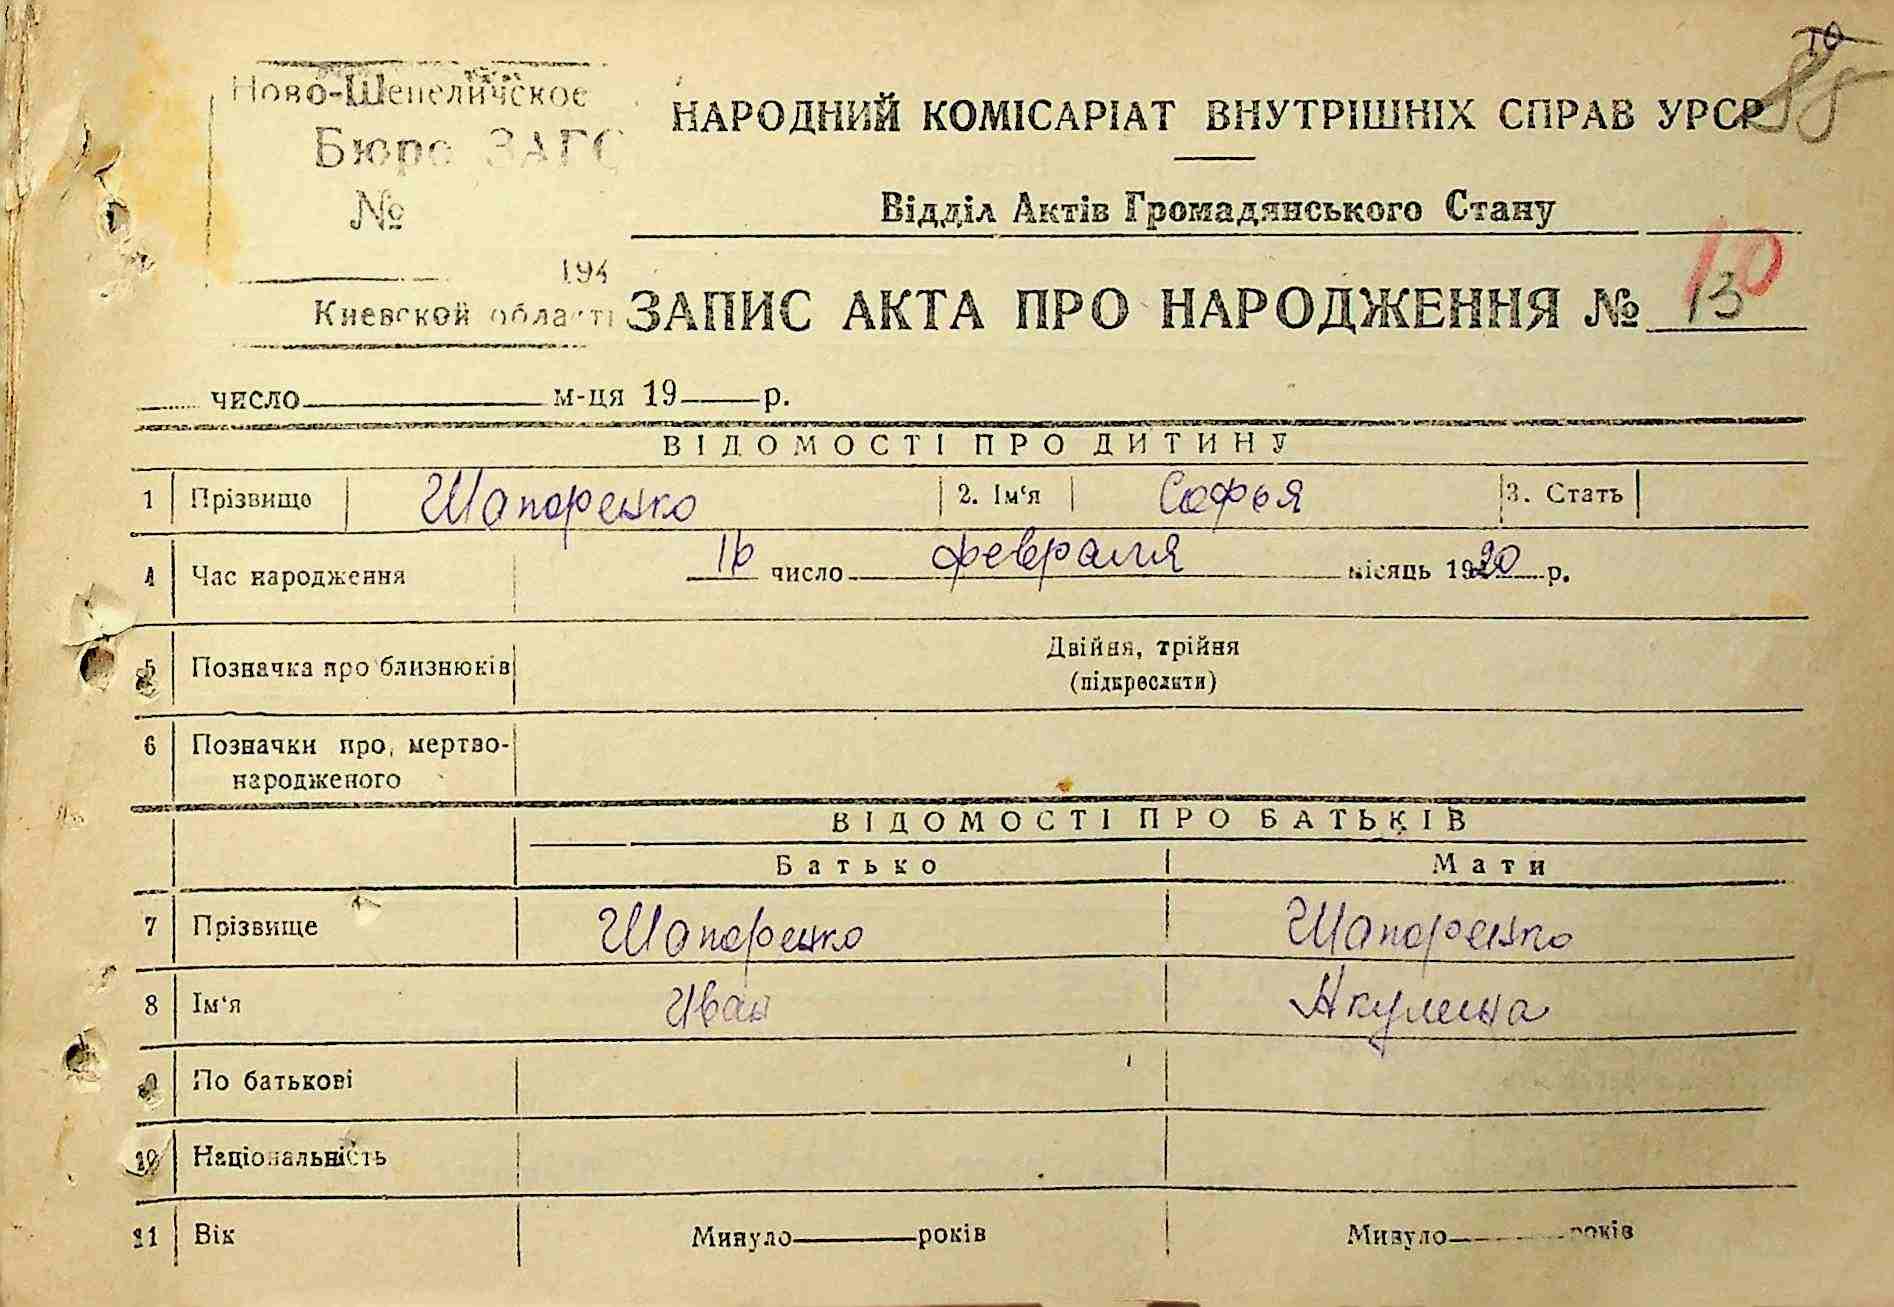 10
88
Ново-Шепеличское
Бюро ЗАГС
№
194
Киевской области
НАРОДНИЙ КОМІСАРІАТ ВНУТРІШНІХ СПРАВ УРСР
Відділ Актів Громадянського Стану
10
ЗАПИС АКТА ПРО НАРОДЖЕННЯ № 13
число м-ця 19 р.
ВІДОМОСТІ ПРО ДИТИНУ
1 Прізвище Шапоренко 2. Ім‘я Софья 3. Стать
4 Час народження 16 число февраля місяць 1920 р.
5 Позначка про близнюків Двійня, трійня
(підкреслити)
6 Позначки про мертво-
народженого
ВІДОМОСТІ ПРО БАТЬКІВ
Батько Мати
7 Прізвище Шапоренко Шапоренко
8 Ім‘я Иван Акулина
9 По батькові
10 Національність
11 Вік Минуло років Минуло років